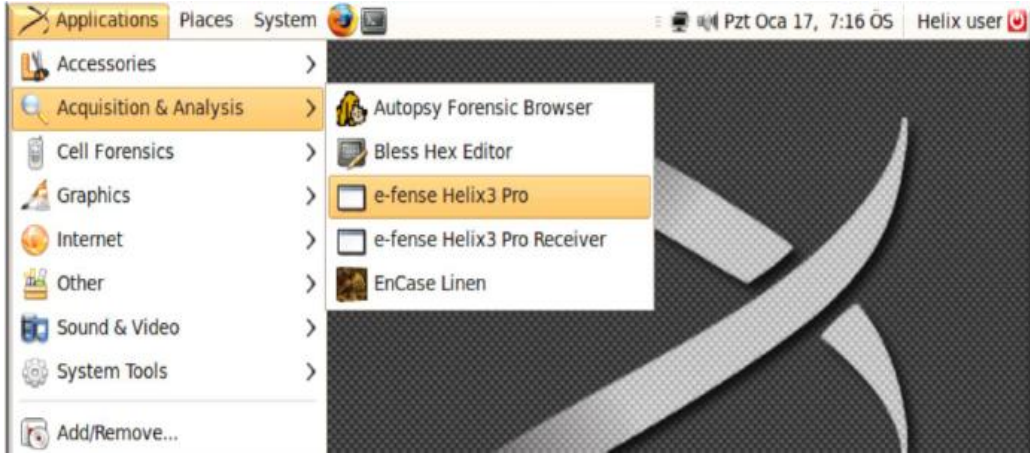 Applications Places System Pzt Oca 17, 7:16 ÖS Helix user
Accessories
Acquisition & Analysis
Cell Forensics
Graphics
Internet
Other
Sound & Video
System Tools
Add/Remove...
Autopsy Forensic Browser
Bless Hex Editor
e-fense Helix3 Pro
e-fense Helix3 Pro Receiver
EnCase Linen